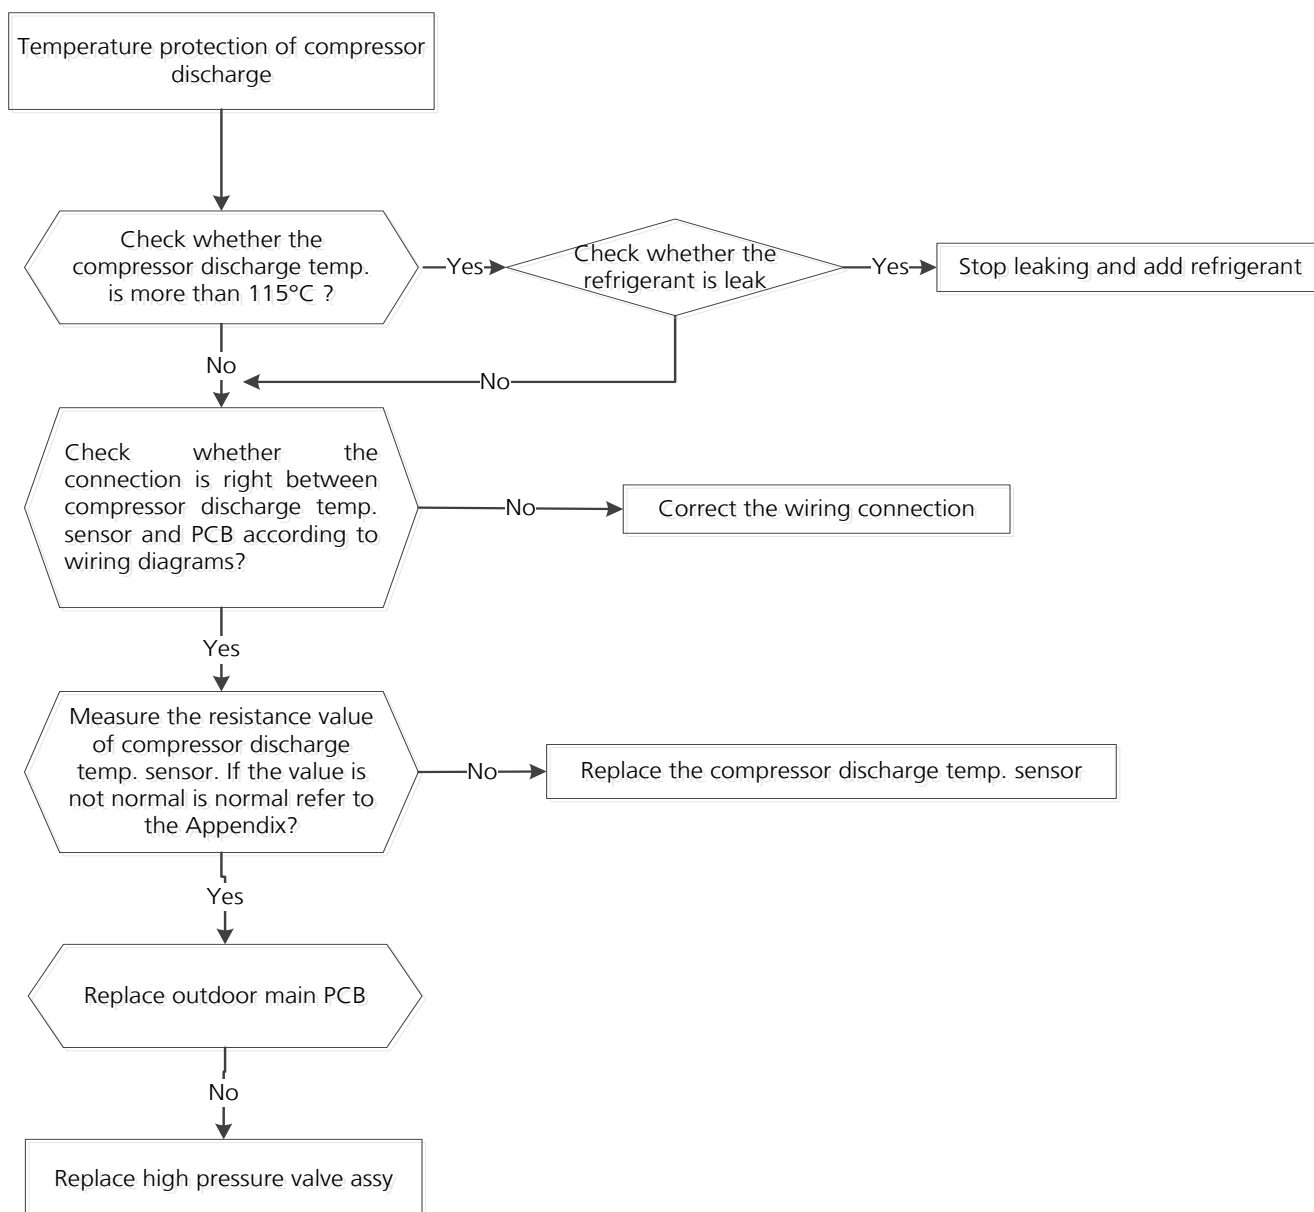 Temperature protection of compressor
discharge
Check whether the
compressor discharge temp.
is more than 115°C ?
Yes
Check whether the
refrigerant is leak
Yes
Stop leaking and add refrigerant
No
No
Check whether the
connection is right between
compressor discharge temp.
sensor and PCB according to
wiring diagrams?
No
Correct the wiring connection
Yes
Measure the resistance value
of compressor discharge
temp. sensor. If the value is
not normal is normal refer to
the Appendix?
No
Replace the compressor discharge temp. sensor
Yes
Replace outdoor main PCB
No
Replace high pressure valve assy